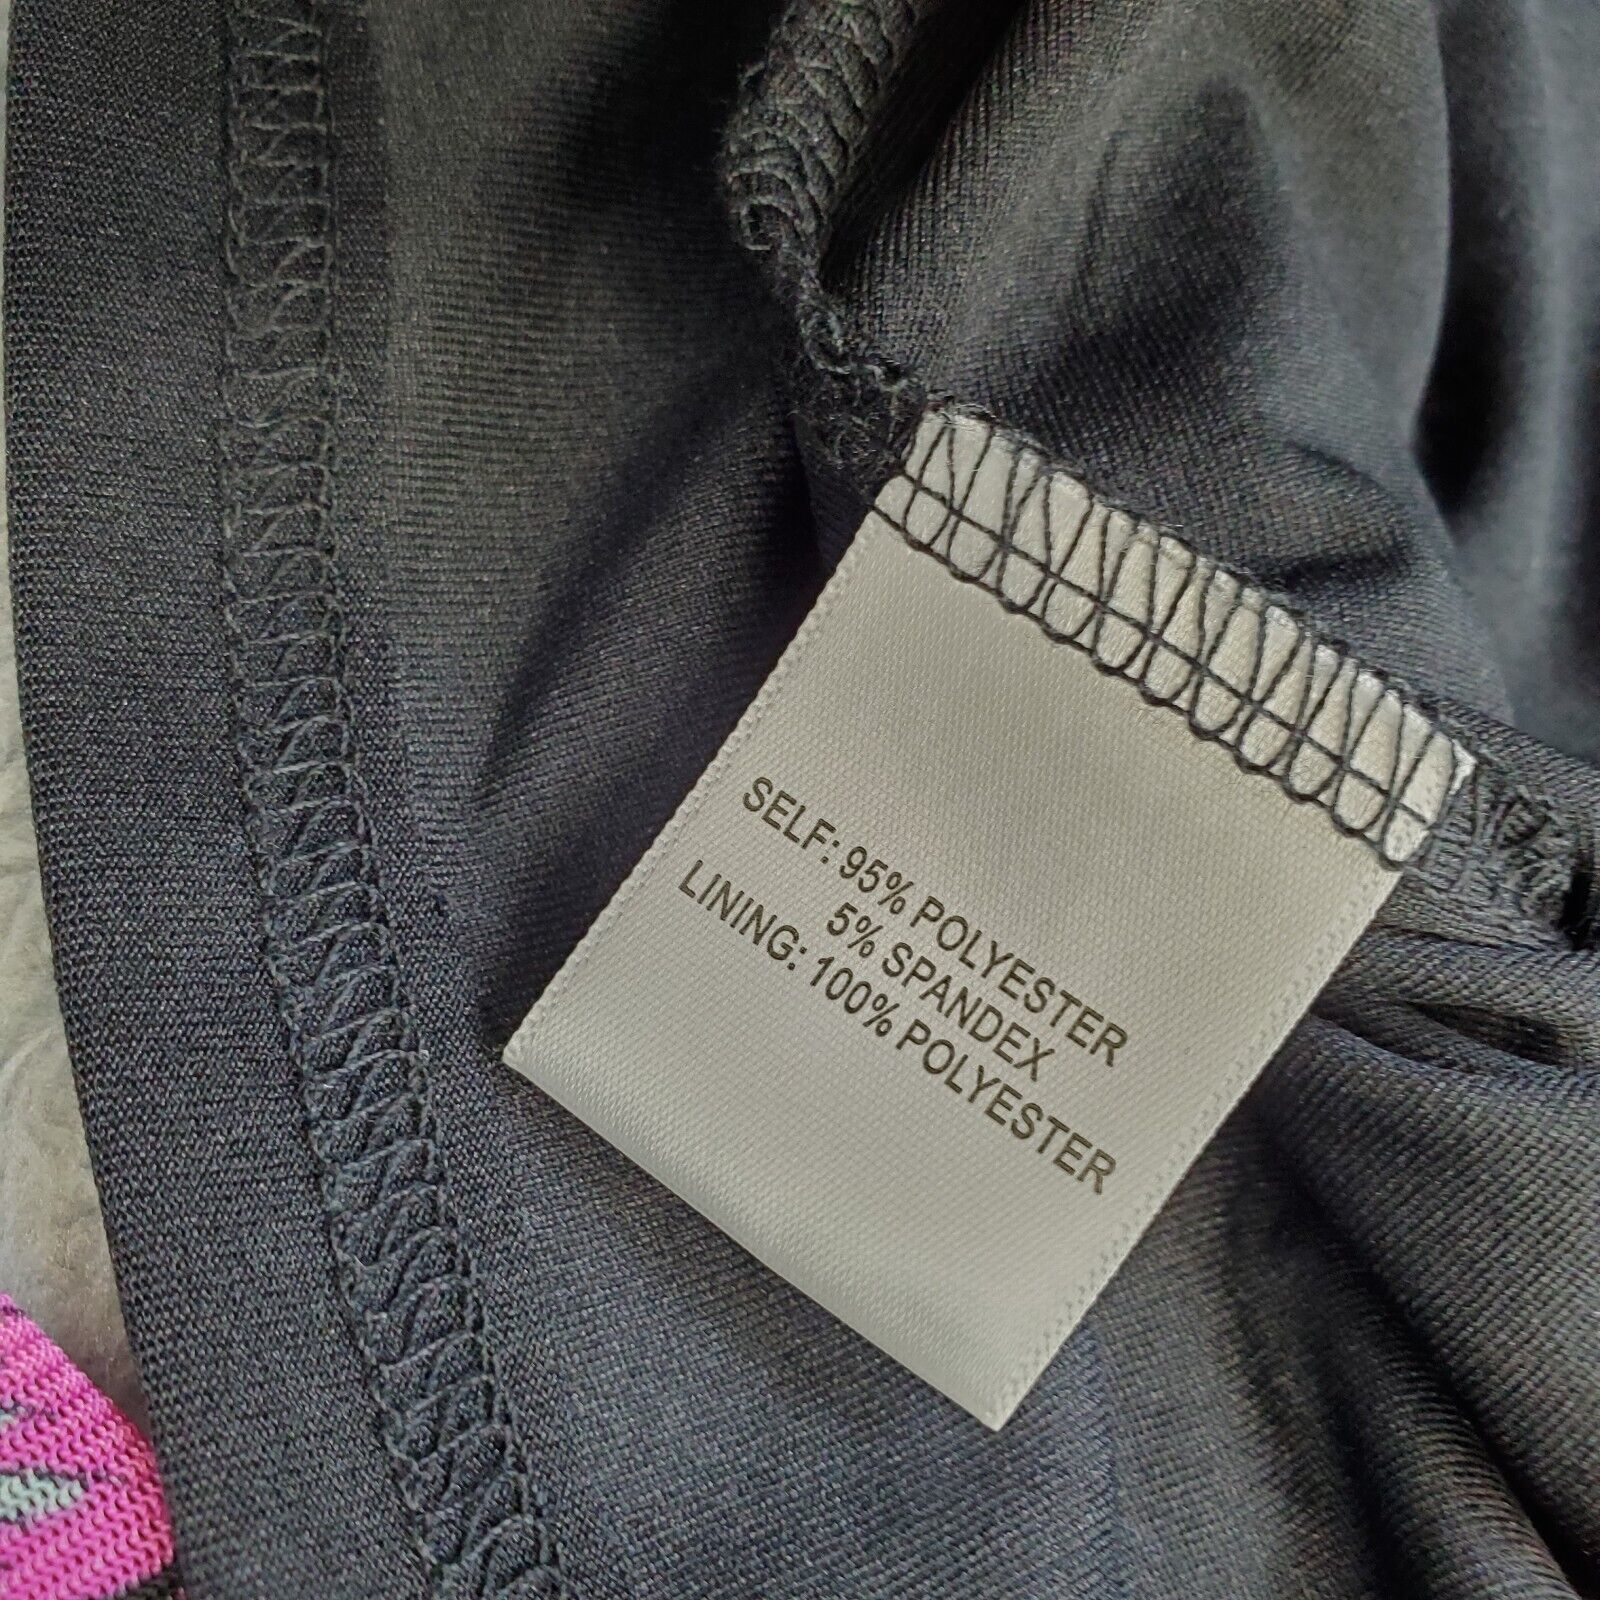 SELF: 95% POLYESTER
5% SPANDEX
LINING: 100% POLYESTER